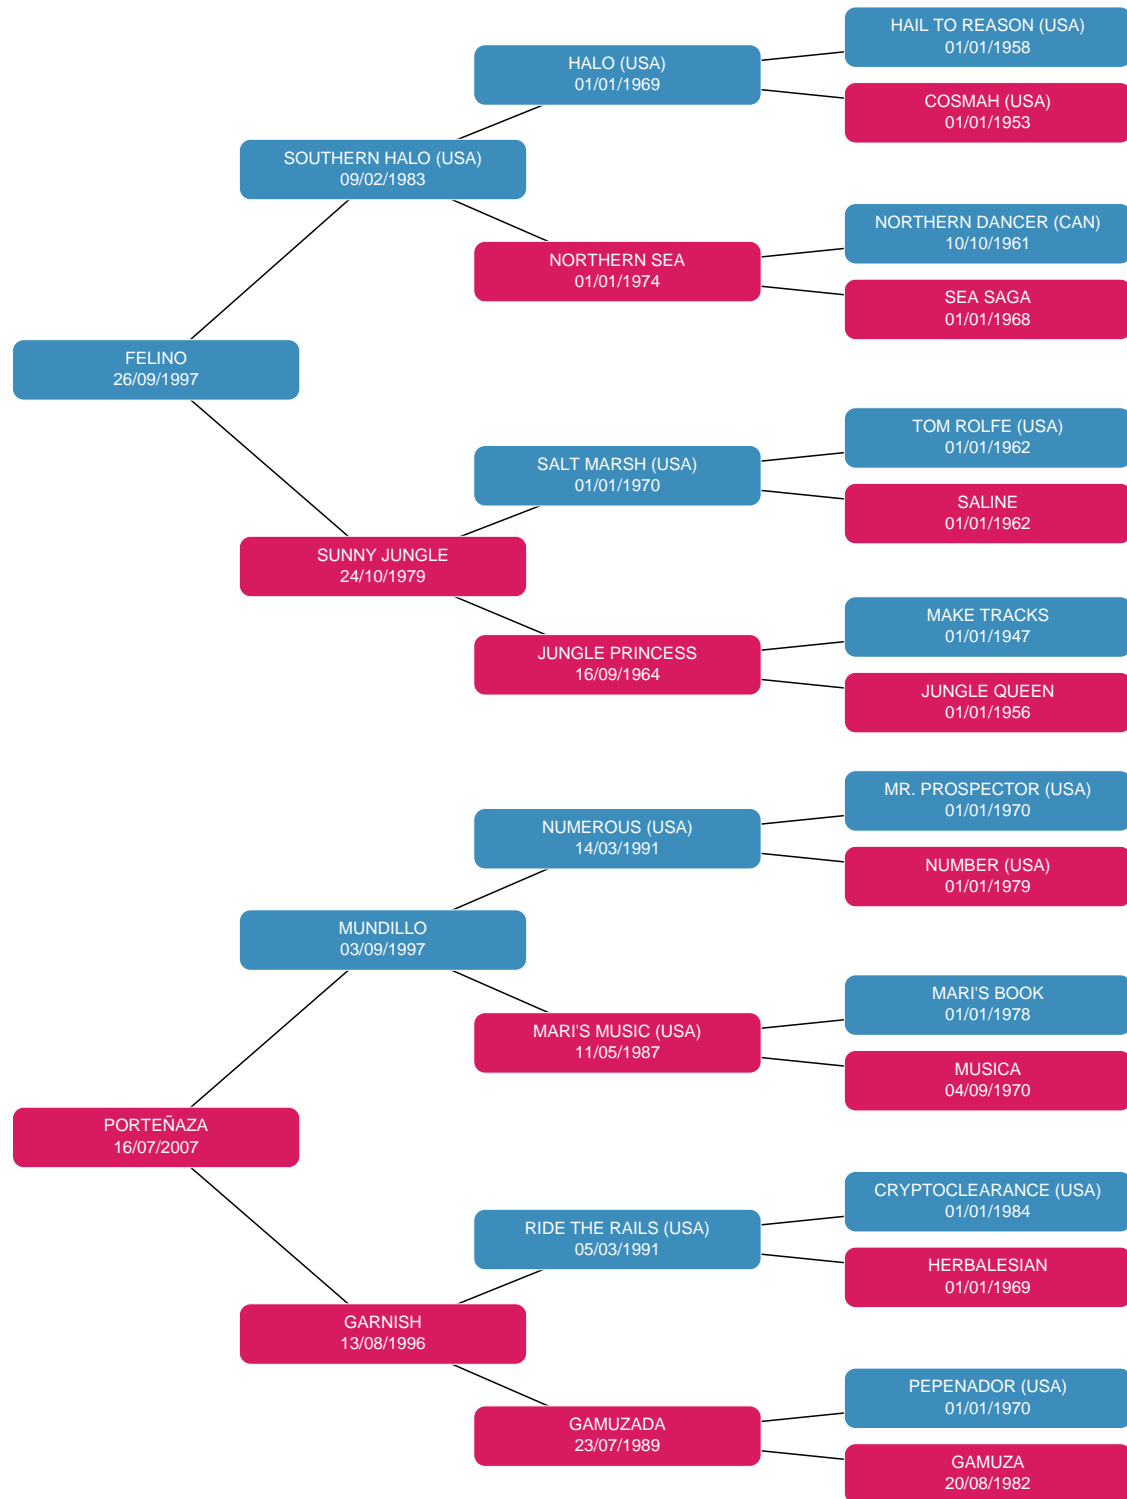 HAIL TO REASON (USA)
01/01/1958
HALO (USA)
01/01/1969
COSMAH (USA)
01/01/1953
SOUTHERN HALO (USA)
09/02/1983
NORTHERN DANCER (CAN)
10/10/1961
NORTHERN SEA
01/01/1974
SEA SAGA
01/01/1968
FELINO
26/09/1997
TOM ROLFE (USA)
01/01/1962
SALT MARSH (USA)
01/01/1970
SALINE
01/01/1962
SUNNY JUNGLE
24/10/1979
MAKE TRACKS
01/01/1947
JUNGLE PRINCESS
16/09/1964
JUNGLE QUEEN
01/01/1956
MR. PROSPECTOR (USA)
01/01/1970
NUMEROUS (USA)
14/03/1991
NUMBER (USA)
01/01/1979
MUNDILLO
03/09/1997
MARI'S BOOK
01/01/1978
MARI'S MUSIC (USA)
11/05/1987
MUSICA
04/09/1970
PORTEÑAZA
16/07/2007
CRYPTOCLEARANCE (USA)
01/01/1984
RIDE THE RAILS (USA)
05/03/1991
HERBALESIAN
01/01/1969
GARNISH
13/08/1996
PEPENADOR (USA)
01/01/1970
GAMUZADA
23/07/1989
GAMUZA
20/08/1982